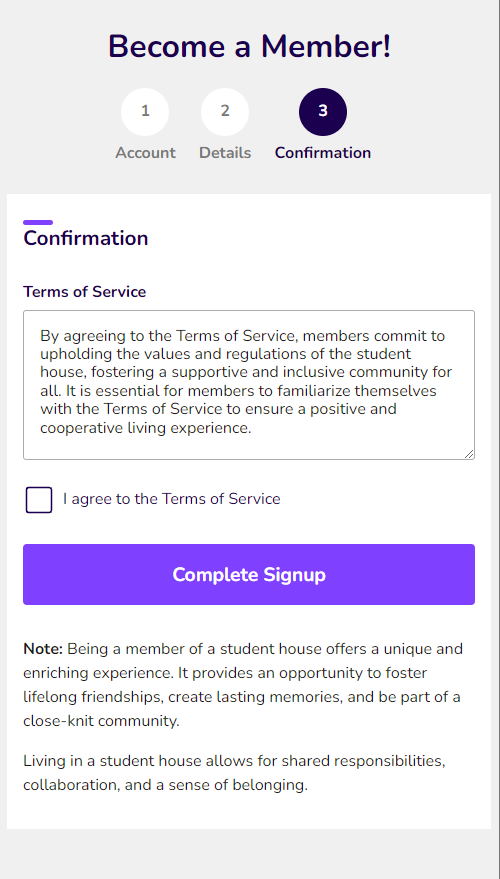 Become a Member!
1
2
3
Account
Details
Confirmation
Confirmation
Terms of Service
By agreeing to the Terms of Service, members commit to
upholding the values and regulations of the student
house, fostering a supportive and inclusive community for
all. It is essential for members to familiarize themselves
with the Terms of Service to ensure a positive and
cooperative living experience.
I agree to the Terms of Service
Complete Signup
Note: Being a member of a student house offers a unique and
enriching experience. It provides an opportunity to foster
lifelong friendships, create lasting memories, and be part of a
close-knit community.
Living in a student house allows for shared responsibilities,
collaboration, and a sense of belonging.